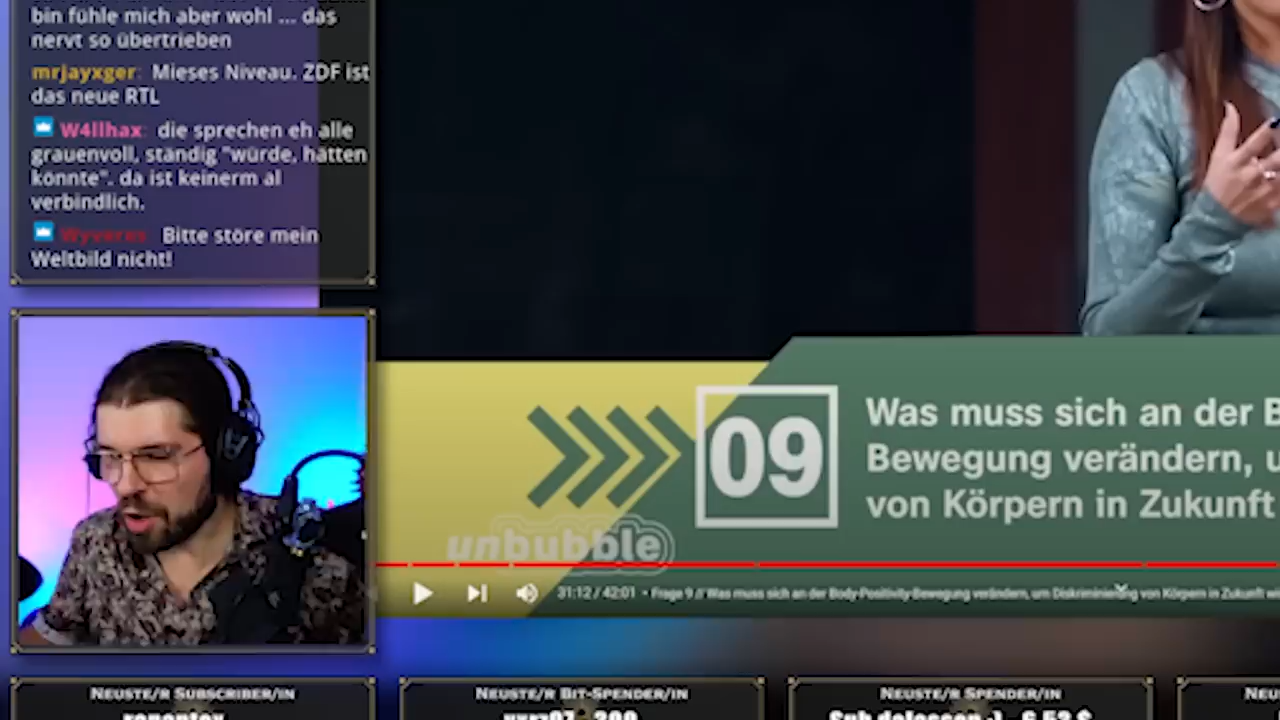 bin fühle mich aber wohl ... das
nervt so übertrieben
mrjayxger: Mieses Niveau. ZDF ist
das neue RTL
W4llhax: die sprechen eh alle
grauenvoll, ständig "würde, hätten
könnte". da ist keinerm al
verbindlich.
Bitte störe mein
Weltbild nicht!
09
Was muss sich an der B
Bewegung verändern, u
von Körpern in Zukunft
unbubble
31:12 / 42:01 • Frage 9 // Was muss sich an der Body-Positivity-Bewegung verändern, um Diskriminierung von Körpern in Zukunft
NEUSTE/R SUBSCRIBER/IN
NEUSTE/R BIT-SPENDER/IN
NEUSTE/R SPENDER/IN
NEU